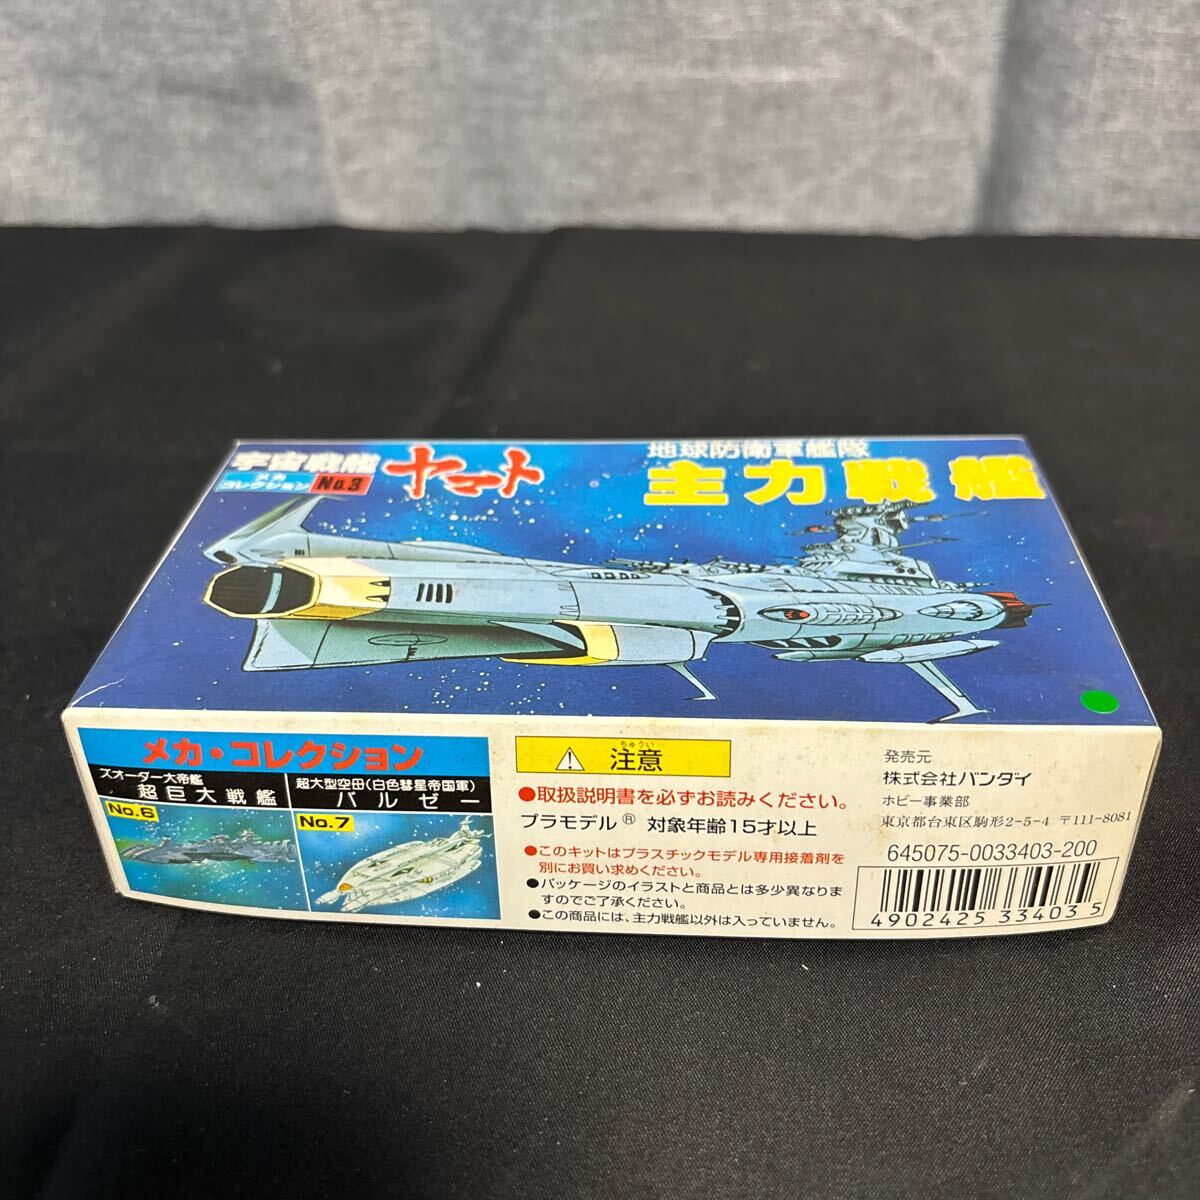 宇宙戦艦
ヤマト
メカ
コレクション No.3
地球防衛軍艦隊
主力戦艦
メカ・コレクション
ズォーダー大帝艦
超巨大戦艦
No.6
超大型空母(白色彗星帝国軍)
バルゼー
No.7
ちゅうい
注意
●取扱説明書を必ずお読みください。
プラモデル® 対象年齢15才以上
●このキットはプラスチックモデル専用接着剤を
別にお買い求めください。
●パッケージのイラストと商品とは多少異なりま
すのでご了承ください。
●この商品には、主力戦艦以外は入っていません。
発売元
株式会社バンダイ
ホビー事業部
東京都台東区駒形2-5-4 〒111-8081
645075-0033403-200
4902425334035